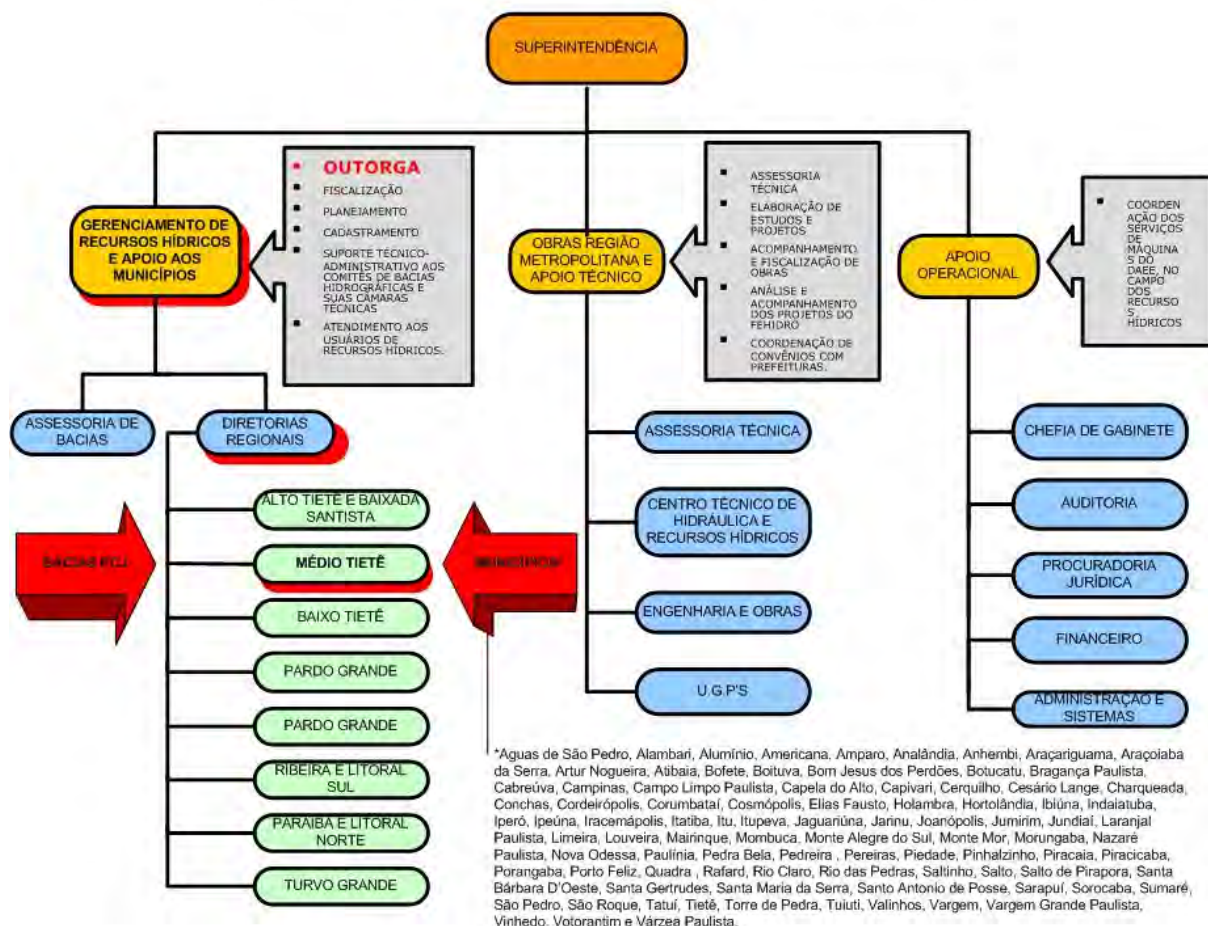 SUPERINTENDÊNCIA
GERENCIAMENTO DE
RECURSOS HÍDRICOS
E APOIO AOS
MUNICÍPIOS
▪ OUTORGA
▪ FISCALIZAÇÃO
▪ PLANEJAMENTO
▪ CADASTRAMENTO
▪ SUPORTE TÉCNICO-
ADMINISTRATIVO AOS
COMITÊS DE BACIAS
HIDROGRÁFICAS E
SUAS CÂMARAS
TÉCNICAS
▪ ATENDIMENTO AOS
USUÁRIOS DE
RECURSOS HÍDRICOS.
OBRAS REGIÃO
METROPOLITANA E
APOIO TÉCNICO
▪ ASSESSORIA
TÉCNICA
▪ ELABORAÇÃO DE
ESTUDOS E
PROJETOS
▪ ACOMPANHAMENTO
E FISCALIZAÇÃO DE
OBRAS
▪ ANÁLISE E
ACOMPANHAMENTO
DOS PROJETOS DO
FEHIDRO
▪ COORDENAÇÃO DE
CONVÊNIOS COM
PREFEITURAS.
APOIO
OPERACIONAL
▪ COORDEN
AÇÃO DOS
SERVIÇOS
DE
MÁQUINA
S DO
DAEE, NO
CAMPO
DOS
RECURSO
S
HÍDRICOS
ASSESSORIA DE
BACIAS
DIRETORIAS
REGIONAIS
ALTO TIETÊ E BAIXADA
SANTISTA
MÉDIO TIETÊ
BAIXO TIETÊ
PARDO GRANDE
PARDO GRANDE
RIBEIRA E LITORAL
SUL
PARAIBA E LITORAL
NORTE
TURVO GRANDE
BACIAS PCJ
MUNICÍPIOS*
ASSESSORIA TÉCNICA
CENTRO TÉCNICO DE
HIDRÁULICA E
RECURSOS HÍDRICOS
ENGENHARIA E OBRAS
U.G.P'S
CHEFIA DE GABINETE
AUDITORIA
PROCURADORIA
JURÍDICA
FINANCEIRO
ADMINISTRAÇÃO E
SISTEMAS
*Aguas de São Pedro, Alambari, Alumínio, Americana, Amparo, Analândia, Anhembi, Araçariguama, Araçoiaba
da Serra, Artur Nogueira, Atibaia, Bofete, Boituva, Bom Jesus dos Perdões, Botucatu, Bragança Paulista,
Cabreúva, Campinas, Campo Limpo Paulista, Capela do Alto, Capivari, Cerquilho, Cesário Lange, Charqueada,
Conchas, Cordeirópolis, Corumbataí, Cosmópolis, Elias Fausto, Holambra, Hortolândia, Ibiúna, Indaiatuba,
Iperó, Ipeúna, Iracemápolis, Itatiba, Itu, Itupeva, Jaguariúna, Jarinu, Joanópolis, Jumirim, Jundiaí, Laranjal
Paulista, Limeira, Louveira, Mairinque, Mombuca, Monte Alegre do Sul, Monte Mor, Morungaba, Nazaré
Paulista, Nova Odessa, Paulínia, Pedra Bela, Pedreira , Pereiras, Piedade, Pinhalzinho, Piracaia, Piracicaba,
Porangaba, Porto Feliz, Quadra , Rafard, Rio Claro, Rio das Pedras, Saltinho, Salto, Salto de Pirapora, Santa
Bárbara D'Oeste, Santa Gertrudes, Santa Maria da Serra, Santo Antonio de Posse, Sarapuí, Sorocaba, Sumaré,
São Pedro, São Roque, Tatuí, Tietê, Torre de Pedra, Tuiuti, Valinhos, Vargem, Vargem Grande Paulista,
Vinhedo, Votorantim e Várzea Paulista.